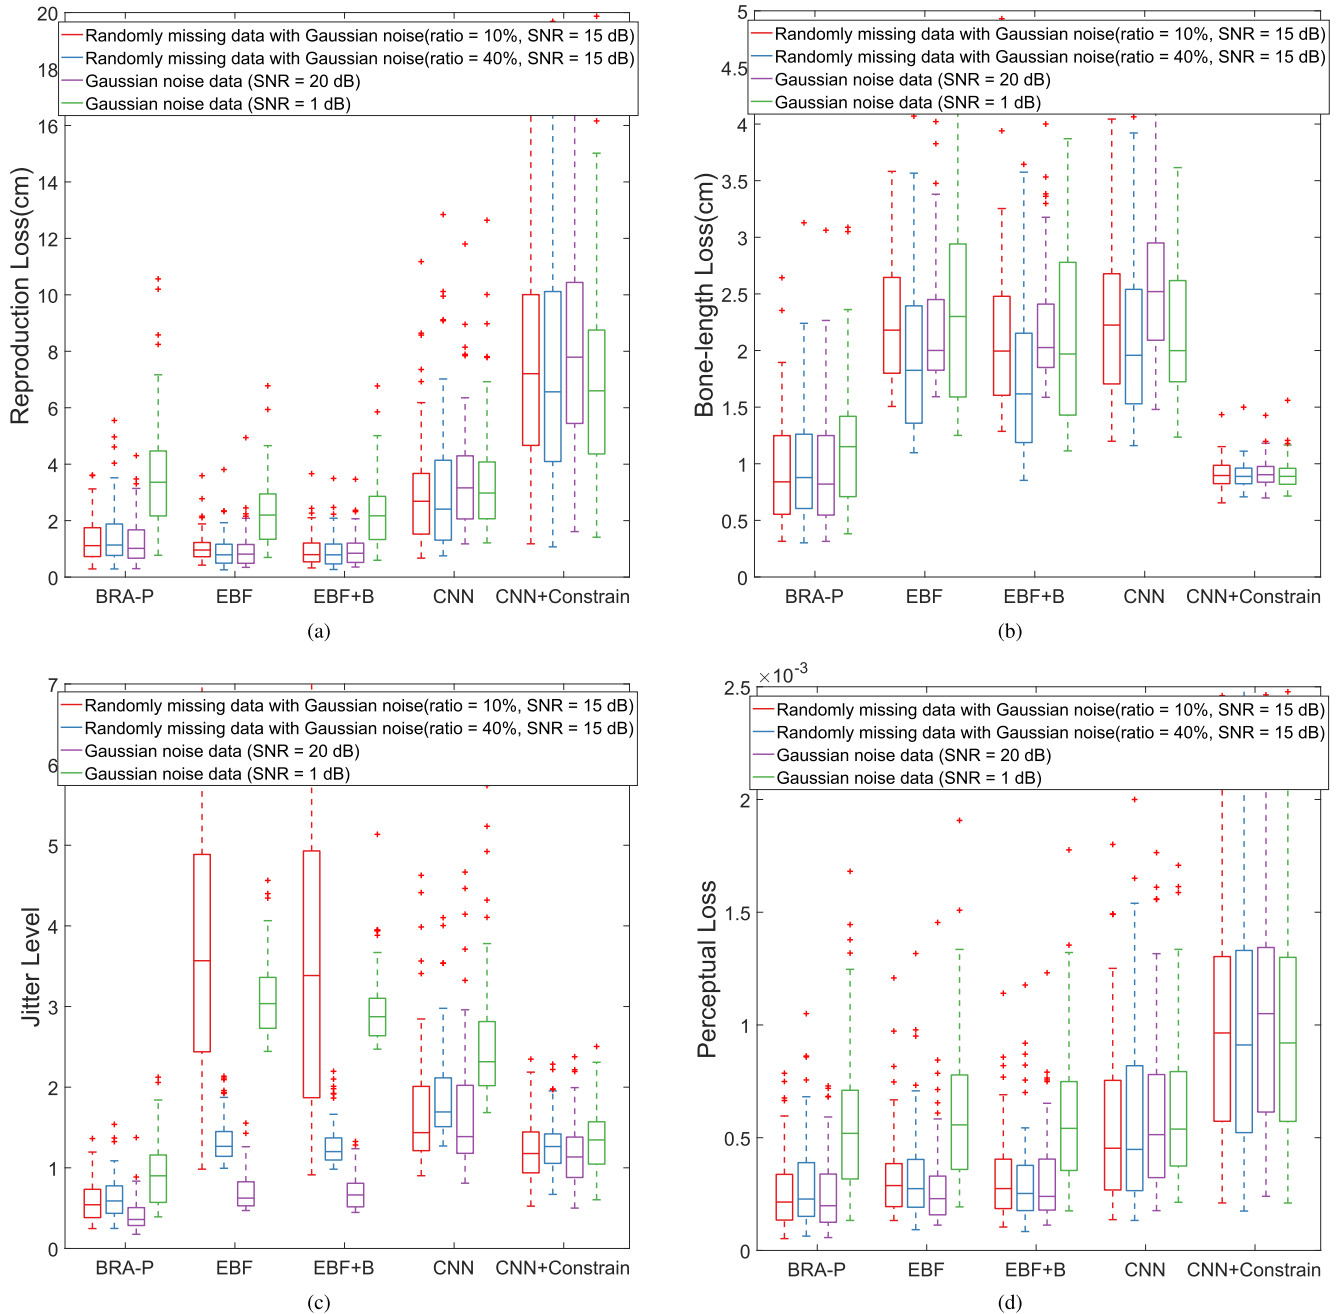 20
18
16
14
12
10
8
6
4
2
0
Reproduction Loss(cm)
Randomly missing data with Gaussian noise(ratio = 10%, SNR = 15 dB)
Randomly missing data with Gaussian noise(ratio = 40%, SNR = 15 dB)
Gaussian noise data (SNR = 20 dB)
Gaussian noise data (SNR = 1 dB)
BRA-P EBF EBF+B CNN CNN+Constrain
(a)
5
4.5
4
3.5
3
2.5
2
1.5
1
0.5
0
Bone-length Loss(cm)
Randomly missing data with Gaussian noise(ratio = 10%, SNR = 15 dB)
Randomly missing data with Gaussian noise(ratio = 40%, SNR = 15 dB)
Gaussian noise data (SNR = 20 dB)
Gaussian noise data (SNR = 1 dB)
BRA-P EBF EBF+B CNN CNN+Constrain
(b)
7
6
5
4
3
2
1
0
Jitter Level
Randomly missing data with Gaussian noise(ratio = 10%, SNR = 15 dB)
Randomly missing data with Gaussian noise(ratio = 40%, SNR = 15 dB)
Gaussian noise data (SNR = 20 dB)
Gaussian noise data (SNR = 1 dB)
BRA-P EBF EBF+B CNN CNN+Constrain
(c)
×10⁻³
2.5
2
1.5
1
0.5
0
Perceptual Loss
Randomly missing data with Gaussian noise(ratio = 10%, SNR = 15 dB)
Randomly missing data with Gaussian noise(ratio = 40%, SNR = 15 dB)
Gaussian noise data (SNR = 20 dB)
Gaussian noise data (SNR = 1 dB)
BRA-P EBF EBF+B CNN CNN+Constrain
(d)